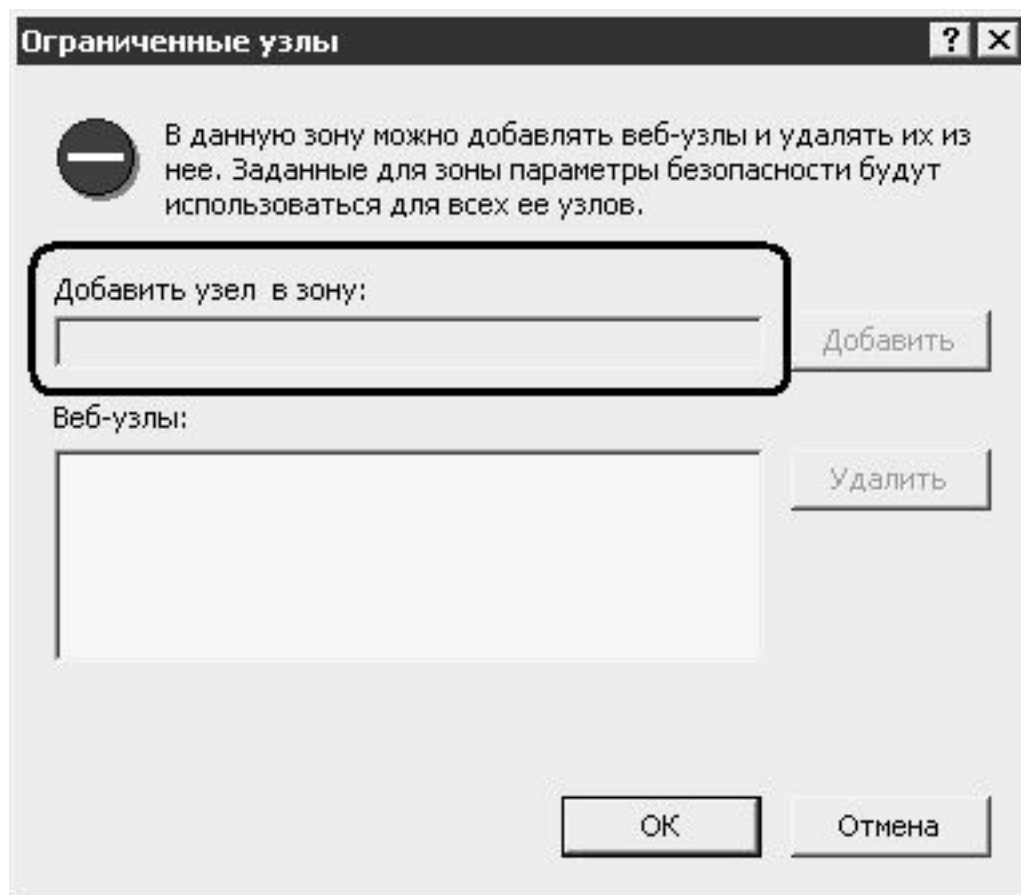 Ограниченные узлы
В данную зону можно добавлять веб-узлы и удалять их из
нее. Заданные для зоны параметры безопасности будут
использоваться для всех ее узлов.
Добавить узел в зону:
Добавить
Веб-узлы:
Удалить
OK
Отмена